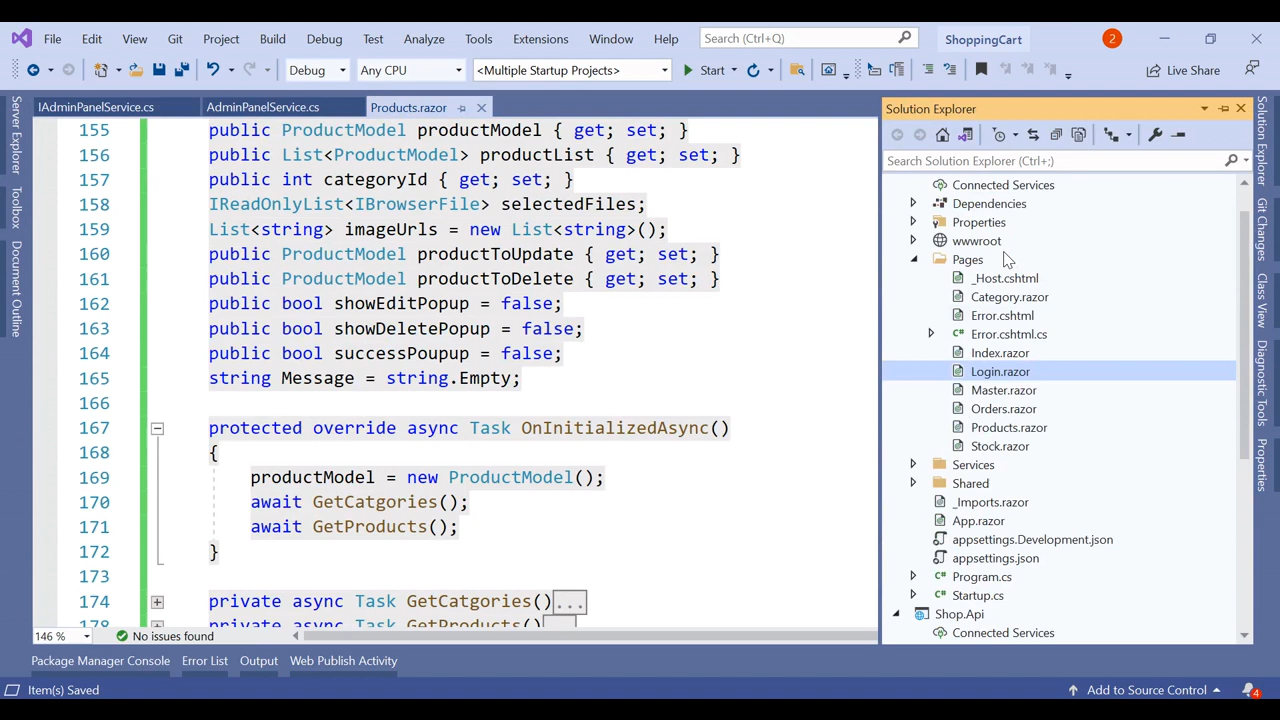 File Edit View Git Project Build Debug Test Analyze Tools Extensions Window Help Search (Ctrl+Q) ShoppingCart 2
Debug Any CPU <Multiple Startup Projects> Start Live Share
Server Explorer
Toolbox
Document Outline
IAdminPanelService.cs AdminPanelService.cs Products.razor
155 public ProductModel productModel { get; set; }
156 public List<ProductModel> productList { get; set; }
157 public int categoryId { get; set; }
158 IReadOnlyList<IBrowserFile> selectedFiles;
159 List<string> imageUrls = new List<string>();
160 public ProductModel productToUpdate { get; set; }
161 public ProductModel productToDelete { get; set; }
162 public bool showEditPopup = false;
163 public bool showDeletePopup = false;
164 public bool successPoupup = false;
165 string Message = string.Empty;
166
167 protected override async Task OnInitializedAsync()
168 {
169 productModel = new ProductModel();
170 await GetCatgories();
171 await GetProducts();
172 }
173
174 private async Task GetCatgories()...
178 private async Task GetProducts()...
146 % No issues found
Solution Explorer
Search Solution Explorer (Ctrl+;)
Connected Services
Dependencies
Properties
wwwroot
Pages
_Host.cshtml
Category.razor
Error.cshtml
Error.cshtml.cs
Index.razor
Login.razor
Master.razor
Orders.razor
Products.razor
Stock.razor
Services
Shared
_Imports.razor
App.razor
appsettings.Development.json
appsettings.json
Program.cs
Startup.cs
Shop.Api
Connected Services
Solution Explorer
Git Changes
Class View
Diagnostic Tools
Properties
Package Manager Console Error List Output Web Publish Activity
Item(s) Saved Add to Source Control 4